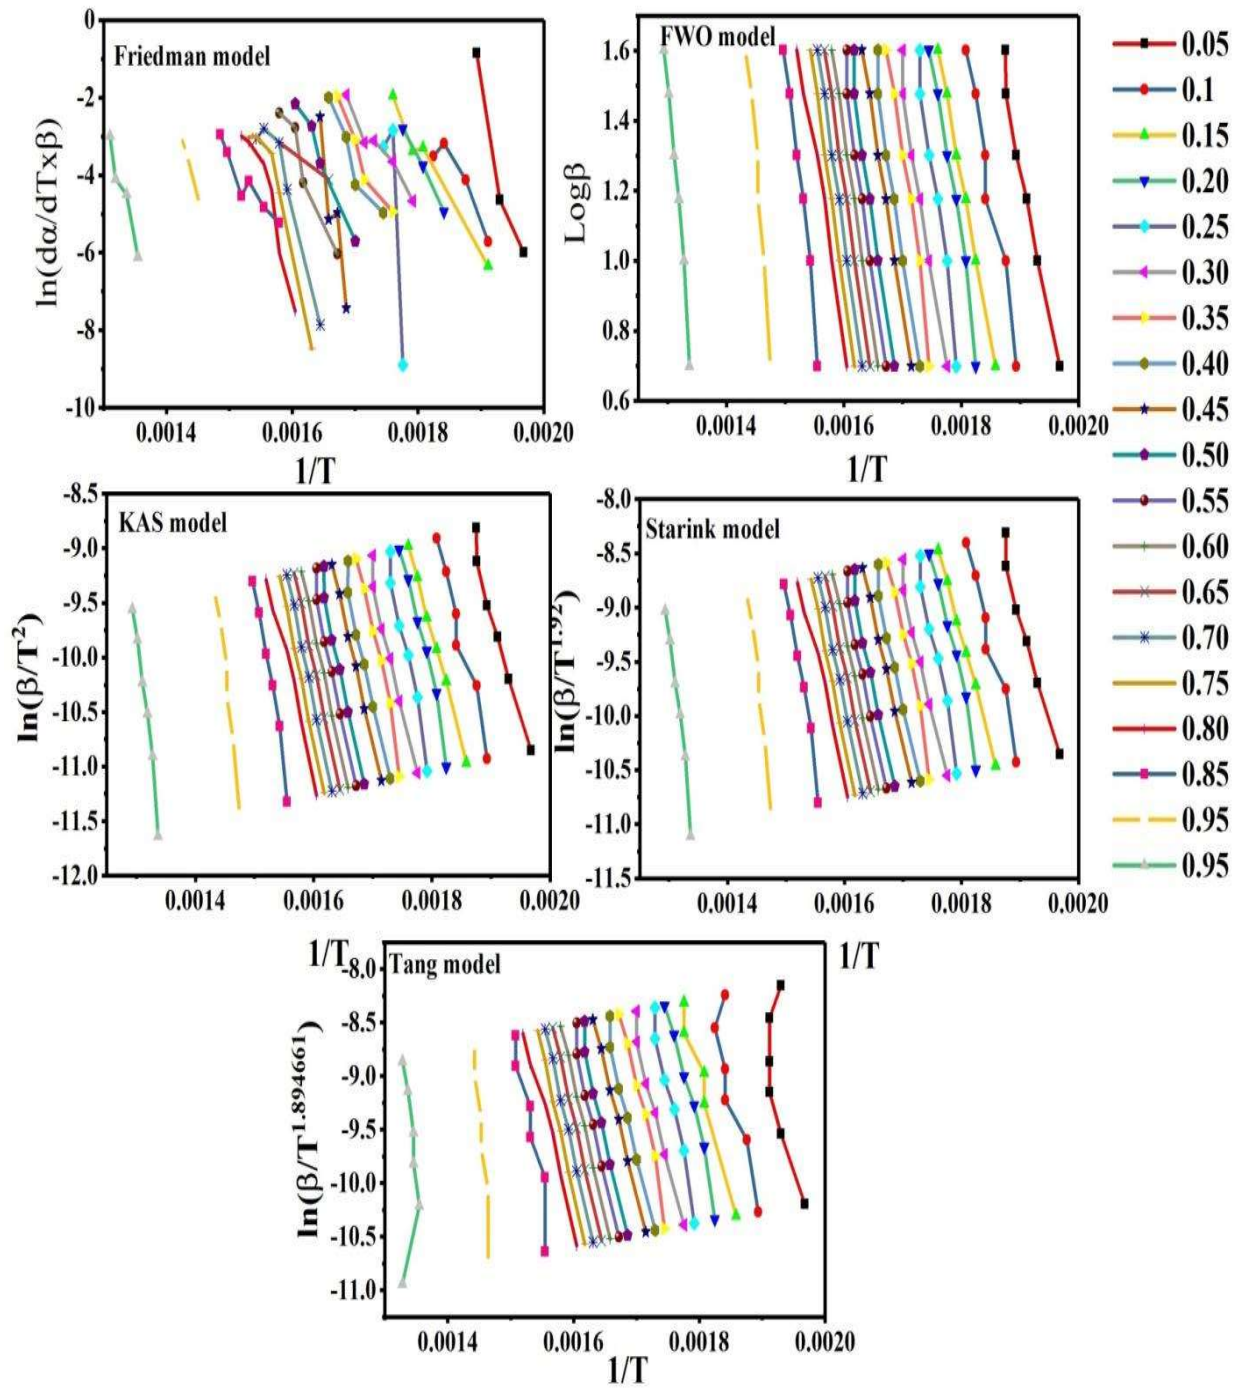 Friedman model
ln(dα/dTxβ)
0
-2
-4
-6
-8
-10
0.0014 0.0016 0.0018 0.0020
1/T
FWO model
Logβ
1.6
1.4
1.2
1.0
0.8
0.6
0.0014 0.0016 0.0018 0.0020
1/T
0.05
0.1
0.15
0.20
0.25
0.30
0.35
0.40
0.45
0.50
0.55
0.60
0.65
0.70
0.75
0.80
0.85
0.95
0.95
KAS model
ln(β/T²)
-8.5
-9.0
-9.5
-10.0
-10.5
-11.0
-11.5
-12.0
0.0014 0.0016 0.0018 0.0020
1/T
Starink model
ln(β/T^1.92)
-8.0
-8.5
-9.0
-9.5
-10.0
-10.5
-11.0
-11.5
0.0014 0.0016 0.0018 0.0020
1/T
Tang model
ln(β/T^1.894661)
-8.0
-8.5
-9.0
-9.5
-10.0
-10.5
-11.0
0.0014 0.0016 0.0018 0.0020
1/T